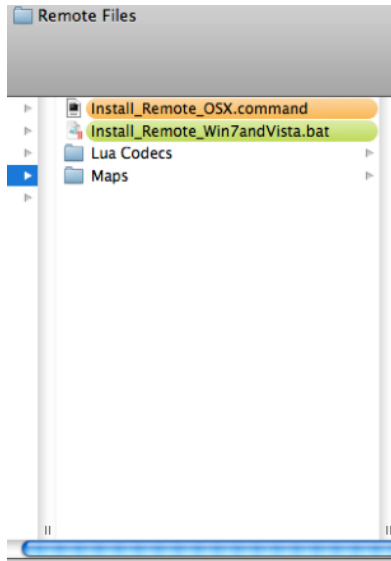 Remote Files
Install_Remote_OSX.command
Install_Remote_Win7andVista.bat
Lua Codecs
Maps